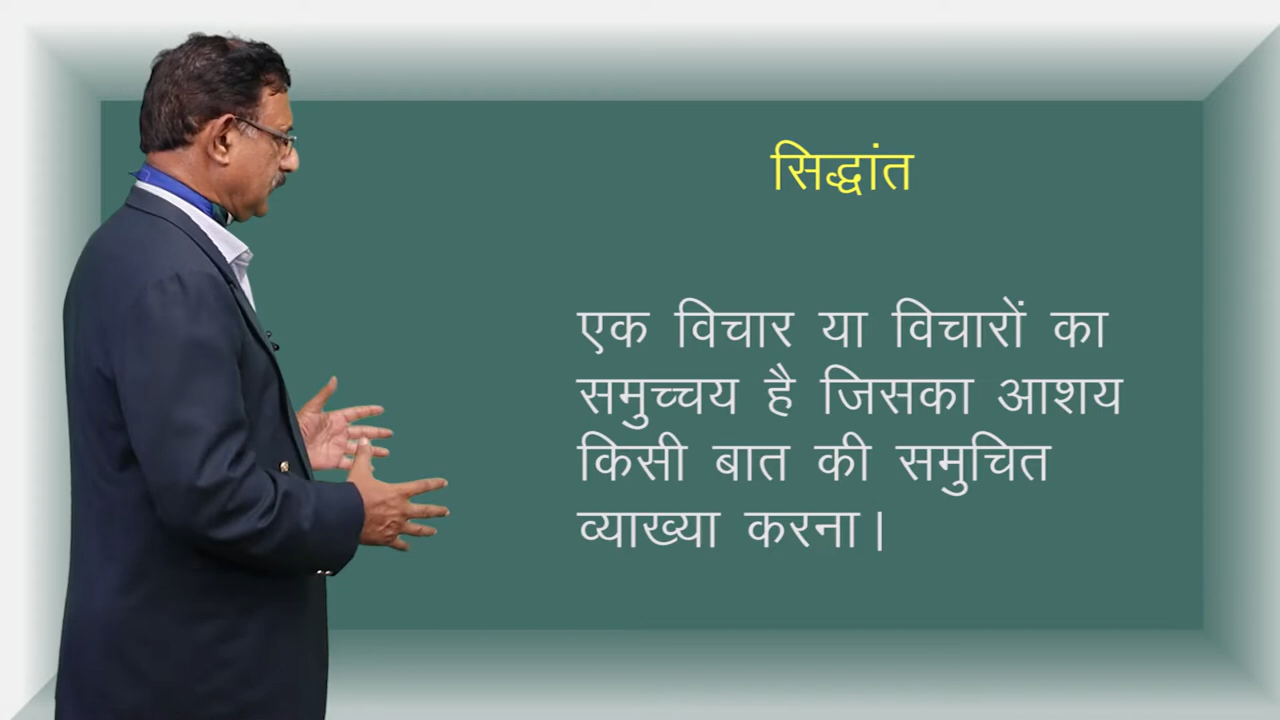 सिद्धांत
एक विचार या विचारों का
समुच्चय है जिसका आशय
किसी बात की समुचित
व्याख्या करना।